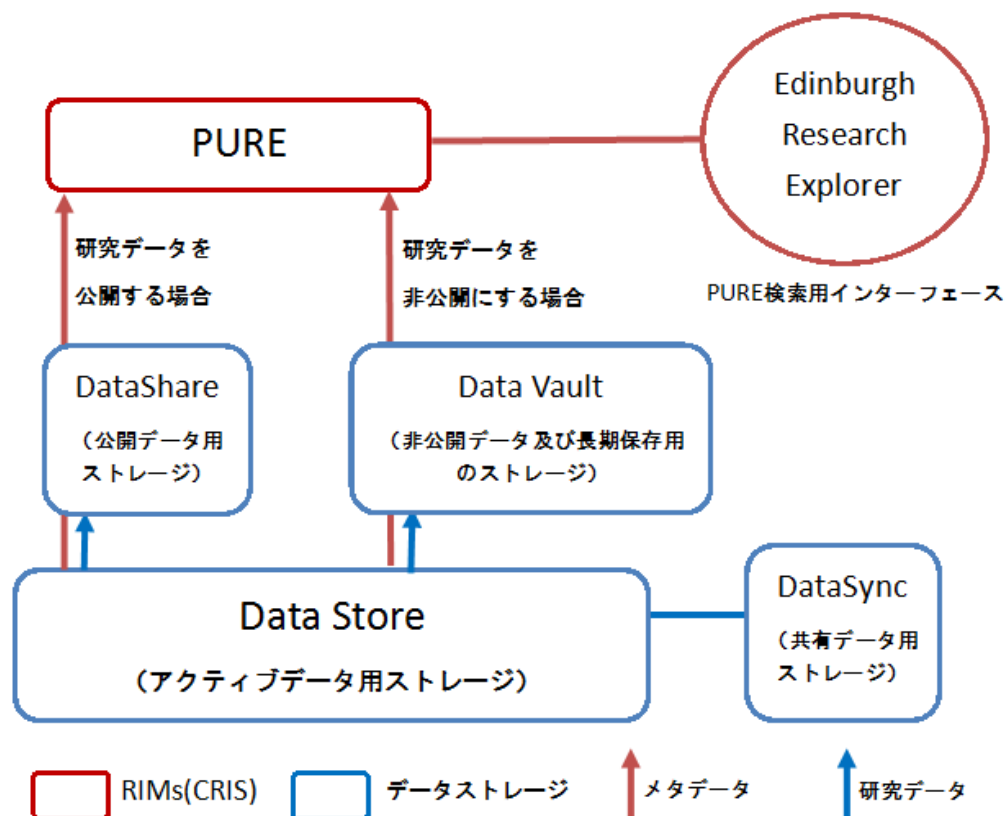 PURE
Edinburgh
Research
Explorer
PURE検索用インターフェース
研究データを
公開する場合
研究データを
非公開にする場合
DataShare
（公開データ用
ストレージ）
Data Vault
（非公開データ及び長期保存用
のストレージ）
Data Store
（アクティブデータ用ストレージ）
DataSync
（共有データ用
ストレージ）
RIMs(CRIS)
データストレージ
メタデータ
研究データ